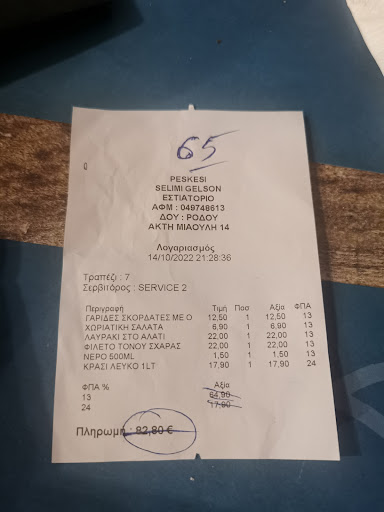 65
PESKESI
SELIMI GELSON
ΕΣΤΙΑΤΟΡΙΟ
ΑΦΜ : 049748613
ΔΟΥ : ΡΟΔΟΥ
ΑΚΤΗ ΜΙΑΟΥΛΗ 14
Λογαριασμός
14/10/2022 21:28:36
Τραπέζι : 7
Σερβιτόρος : SERVICE 2
Περιγραφή Τιμή Ποσ Αξία ΦΠΑ
ΓΑΡΙΔΕΣ ΣΚΟΡΔΑΤΕΣ ΜΕ Ο 12,50 1 12,50 13
ΧΩΡΙΑΤΙΚΗ ΣΑΛΑΤΑ 6,90 1 6,90 13
ΛΑΥΡΑΚΙ ΣΤΟ ΑΛΑΤΙ 22,00 1 22,00 13
ΦΙΛΕΤΟ ΤΟΝΟΥ ΣΧΑΡΑΣ 22,00 1 22,00 13
ΝΕΡΟ 500ML 1,50 1 1,50 13
ΚΡΑΣΙ ΛΕΥΚΟ 1LT 17,90 1 17,90 24
ΦΠΑ % Αξία
13 64,90
24 17,90
Πληρωμή : 82,80 €